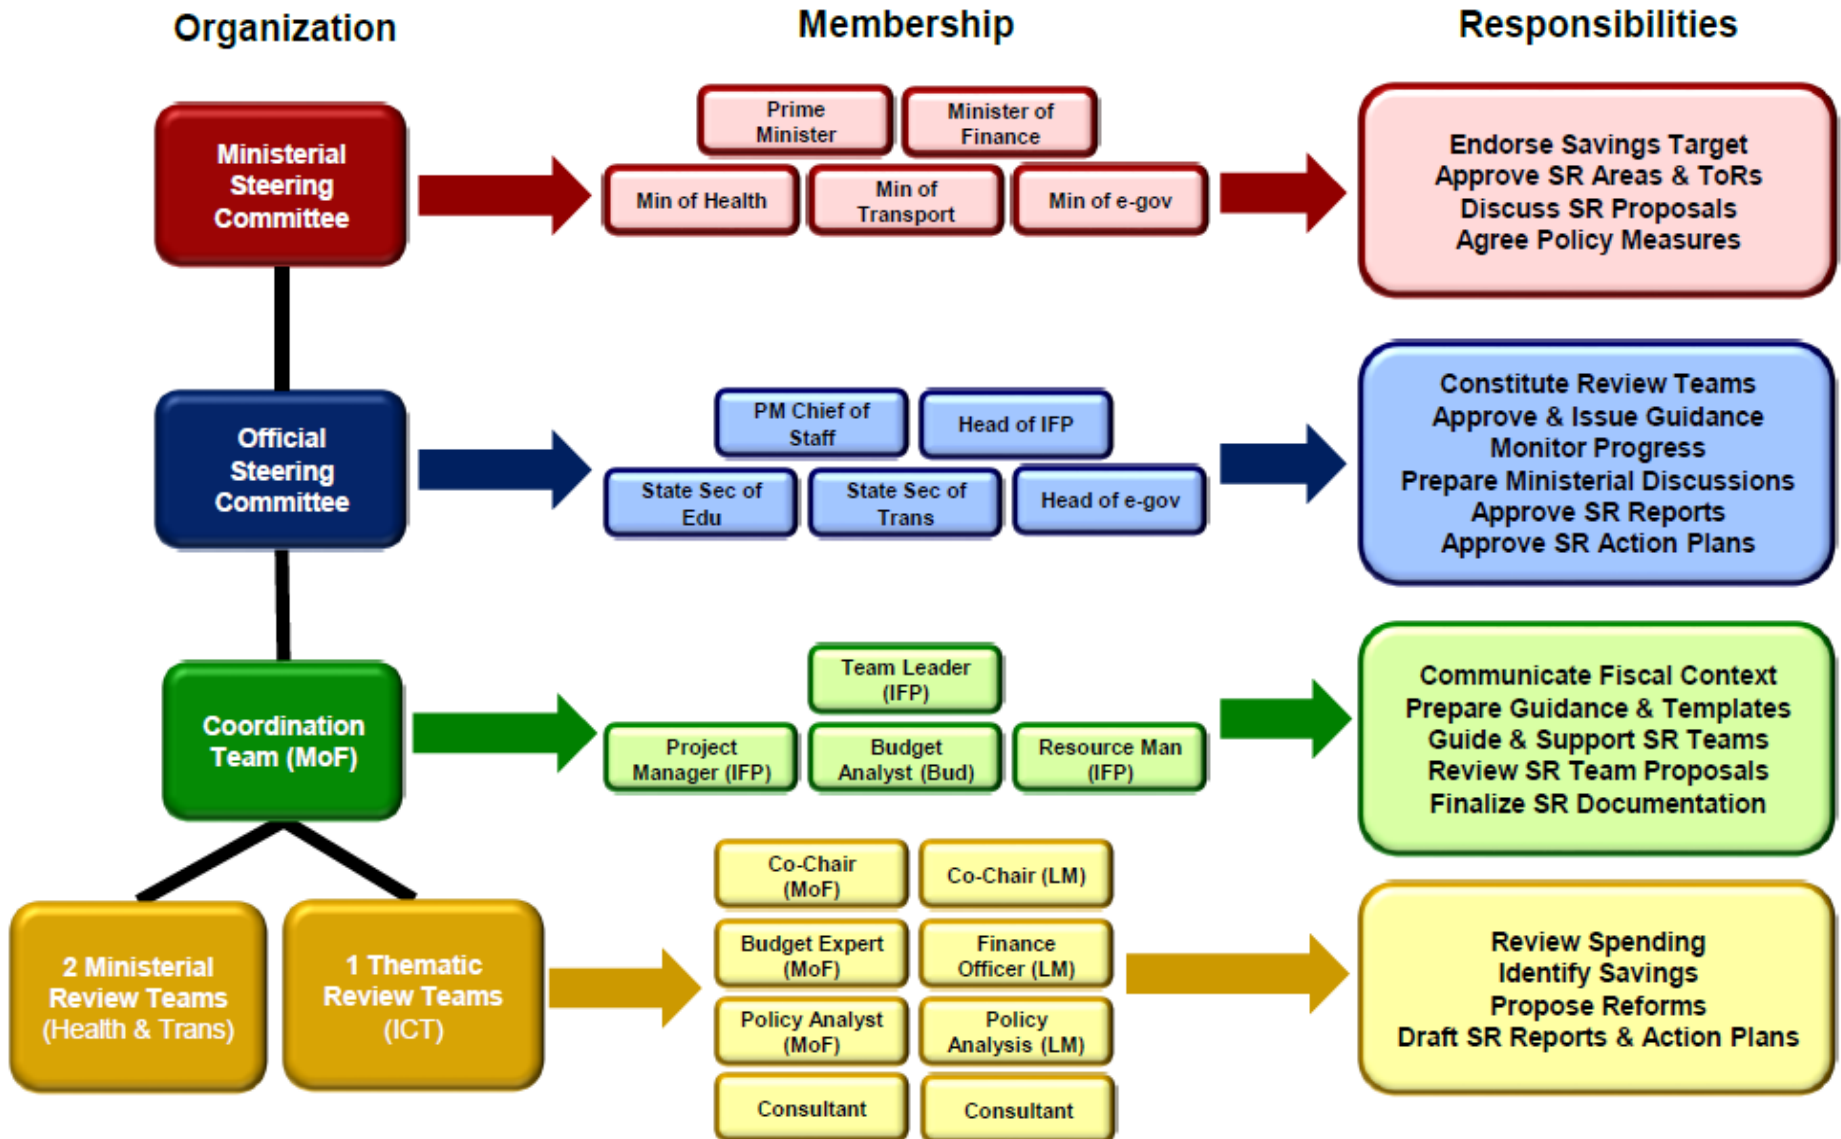 Organization
Membership
Responsibilities
Ministerial
Steering
Committee
Prime
Minister
Minister of
Finance
Min of Health
Min of
Transport
Min of e-gov
Endorse Savings Target
Approve SR Areas & ToRs
Discuss SR Proposals
Agree Policy Measures
Official
Steering
Committee
PM Chief of
Staff
Head of IFP
State Sec of
Edu
State Sec of
Trans
Head of e-gov
Constitute Review Teams
Approve & Issue Guidance
Monitor Progress
Prepare Ministerial Discussions
Approve SR Reports
Approve SR Action Plans
Coordination
Team (MoF)
Team Leader
(IFP)
Project
Manager (IFP)
Budget
Analyst (Bud)
Resource Man
(IFP)
Communicate Fiscal Context
Prepare Guidance & Templates
Guide & Support SR Teams
Review SR Team Proposals
Finalize SR Documentation
2 Ministerial
Review Teams
(Health & Trans)
1 Thematic
Review Teams
(ICT)
Co-Chair
(MoF)
Co-Chair (LM)
Budget Expert
(MoF)
Finance
Officer (LM)
Policy Analyst
(MoF)
Policy
Analysis (LM)
Consultant
Consultant
Review Spending
Identify Savings
Propose Reforms
Draft SR Reports & Action Plans